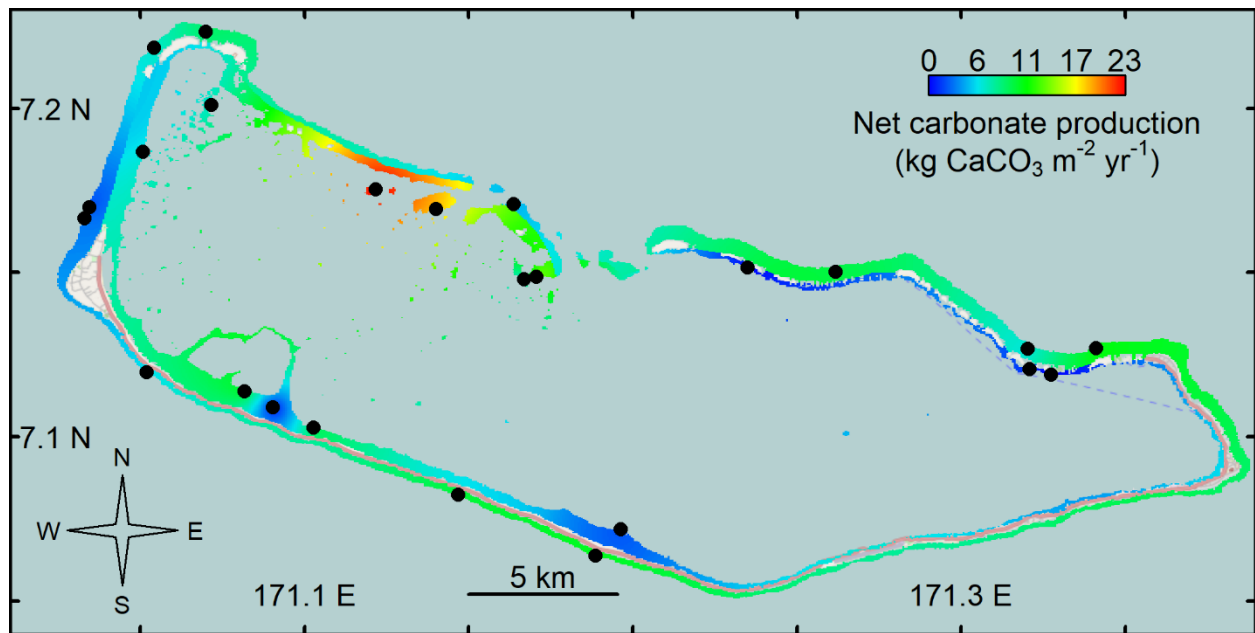 0 6 11 17 23
Net carbonate production
(kg CaCO₃ m⁻² yr⁻¹)
7.2 N
7.1 N
N
W E
S
5 km
171.1 E 171.3 E